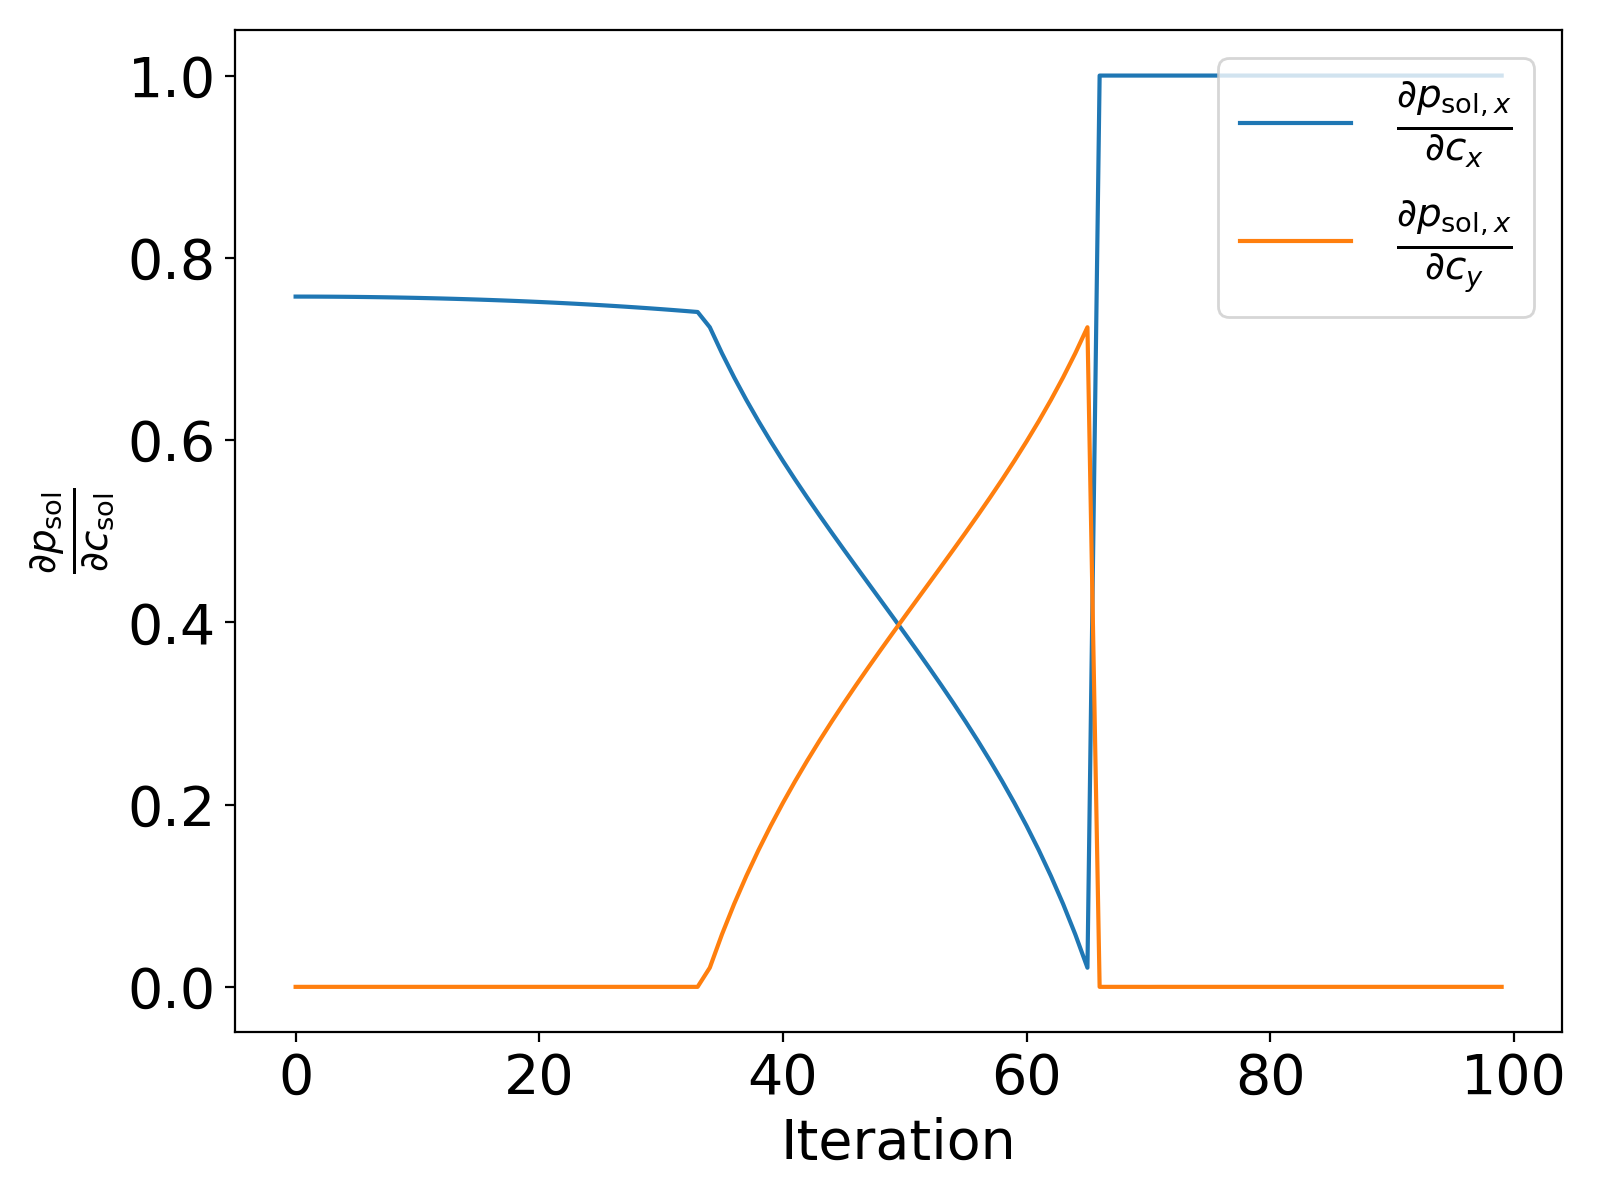 1.0
0.8
0.6
0.4
0.2
0.0
0 20 40 60 80 100
Iteration
∂p_sol
∂c_sol
∂p_sol, x
∂c_x
∂p_sol, x
∂c_y